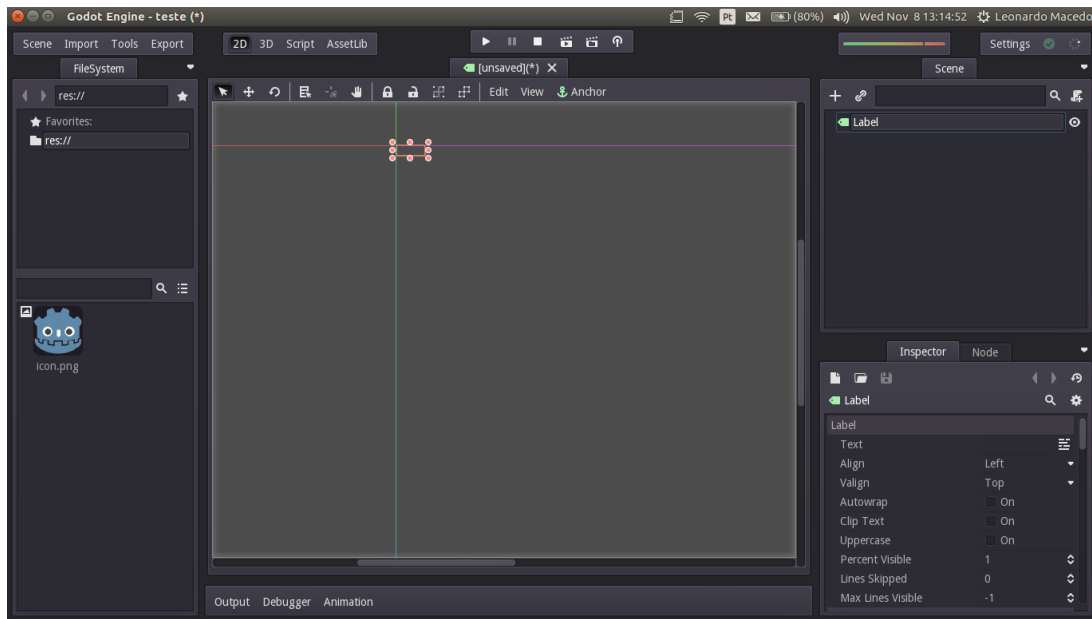 Godot Engine - teste (*)
Pt
(80%)
Wed Nov 8 13:14:52
Leonardo Macedo
Scene Import Tools Export
2D 3D Script AssetLib
Settings
FileSystem
[unsaved](*)
Scene
res://
Edit View Anchor
Favorites:
res://
Label
icon.png
Inspector Node
Label
Label
Text
Align Left
Valign Top
Autowrap On
Clip Text On
Uppercase On
Percent Visible 1
Lines Skipped 0
Max Lines Visible -1
Output Debugger Animation